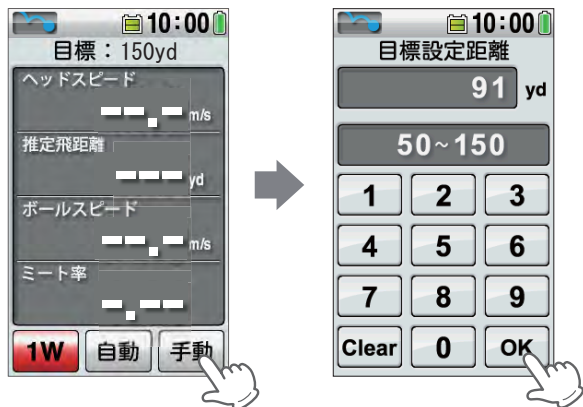 10:00
目標：150yd
ヘッドスピード
--.- m/s
推定飛距離
--- yd
ボールスピード
--.- m/s
ミート率
-.--
1W 自動 手動
10:00
目標設定距離
91 yd
50~150
1 2 3
4 5 6
7 8 9
Clear 0 OK